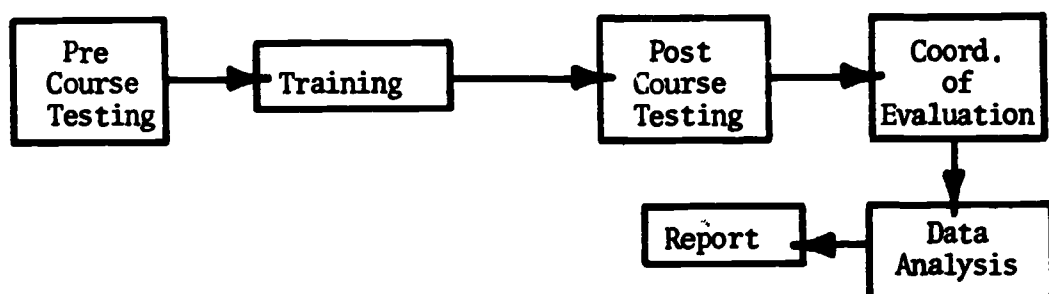 Pre
Course
Testing
Training
Post
Course
Testing
Coord.
of
Evaluation
Data
Analysis
Report